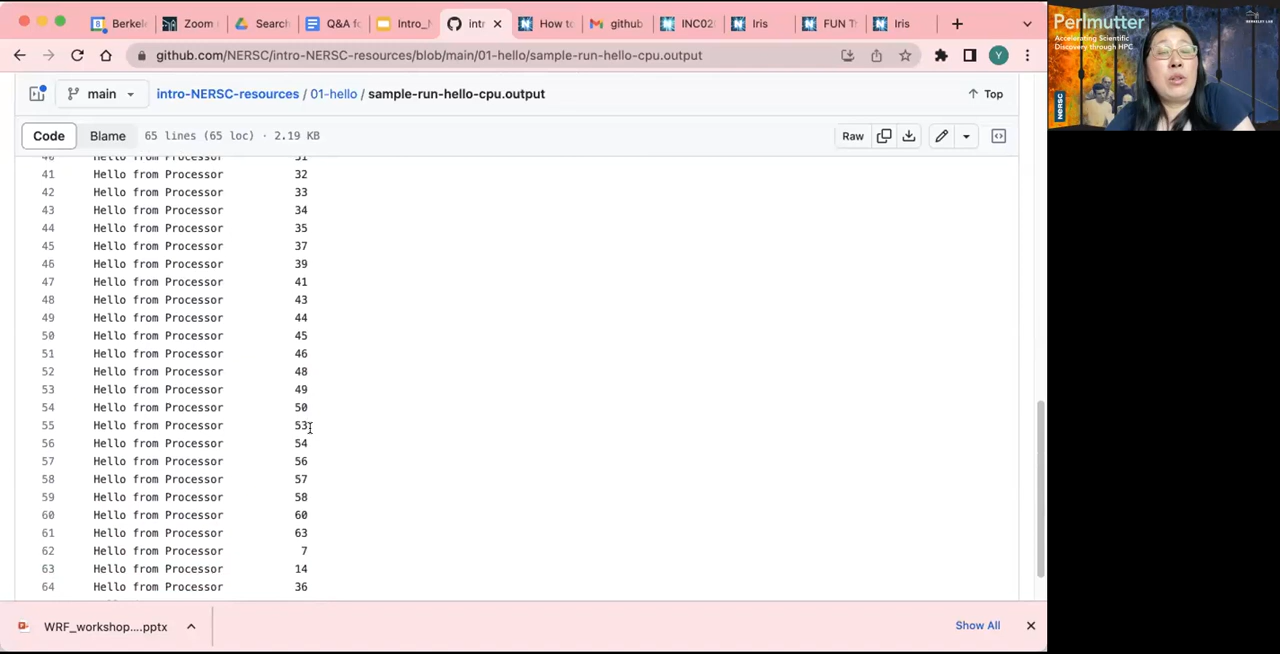 Berkel
Zoom
Search
Q&A fo
Intro_N
intr
How to
github
INC02
Iris
FUN Tr
Iris
github.com/NERSC/intro-NERSC-resources/blob/main/01-hello/sample-run-hello-cpu.output
Y
main
intro-NERSC-resources / 01-hello / sample-run-hello-cpu.output
Top
Code Blame 65 lines (65 loc) · 2.19 KB
Raw
40 Hello from Processor 31
41 Hello from Processor 32
42 Hello from Processor 33
43 Hello from Processor 34
44 Hello from Processor 35
45 Hello from Processor 37
46 Hello from Processor 39
47 Hello from Processor 41
48 Hello from Processor 43
49 Hello from Processor 44
50 Hello from Processor 45
51 Hello from Processor 46
52 Hello from Processor 48
53 Hello from Processor 49
54 Hello from Processor 50
55 Hello from Processor 53
56 Hello from Processor 54
57 Hello from Processor 56
58 Hello from Processor 57
59 Hello from Processor 58
60 Hello from Processor 60
61 Hello from Processor 63
62 Hello from Processor 7
63 Hello from Processor 14
64 Hello from Processor 36
WRF_workshop....pptx
Show All
Perlmutter
Accelerating Scientific
Discovery through HPC
BERKELEY LAB
NERSC